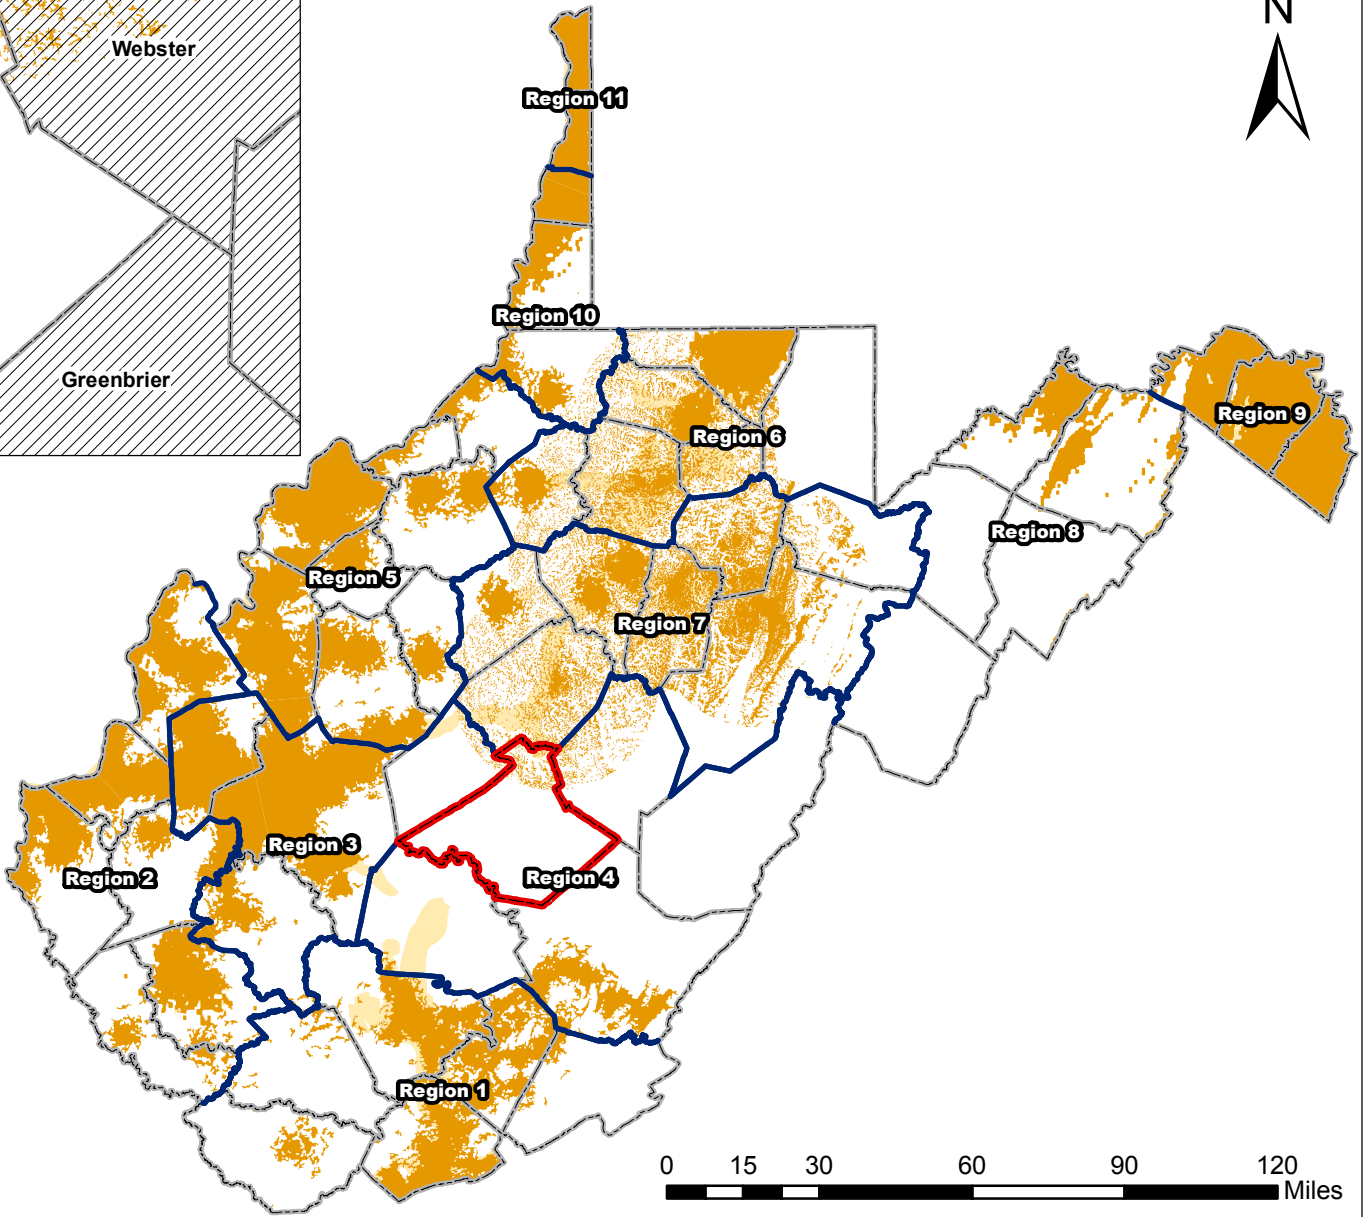 N
Webster
Region 11
Region 10
Greenbrier
Region 9
Region 6
Region 8
Region 5
Region 7
Region 3
Region 2
Region 4
Region 1
0 15 30 60 90 120
Miles